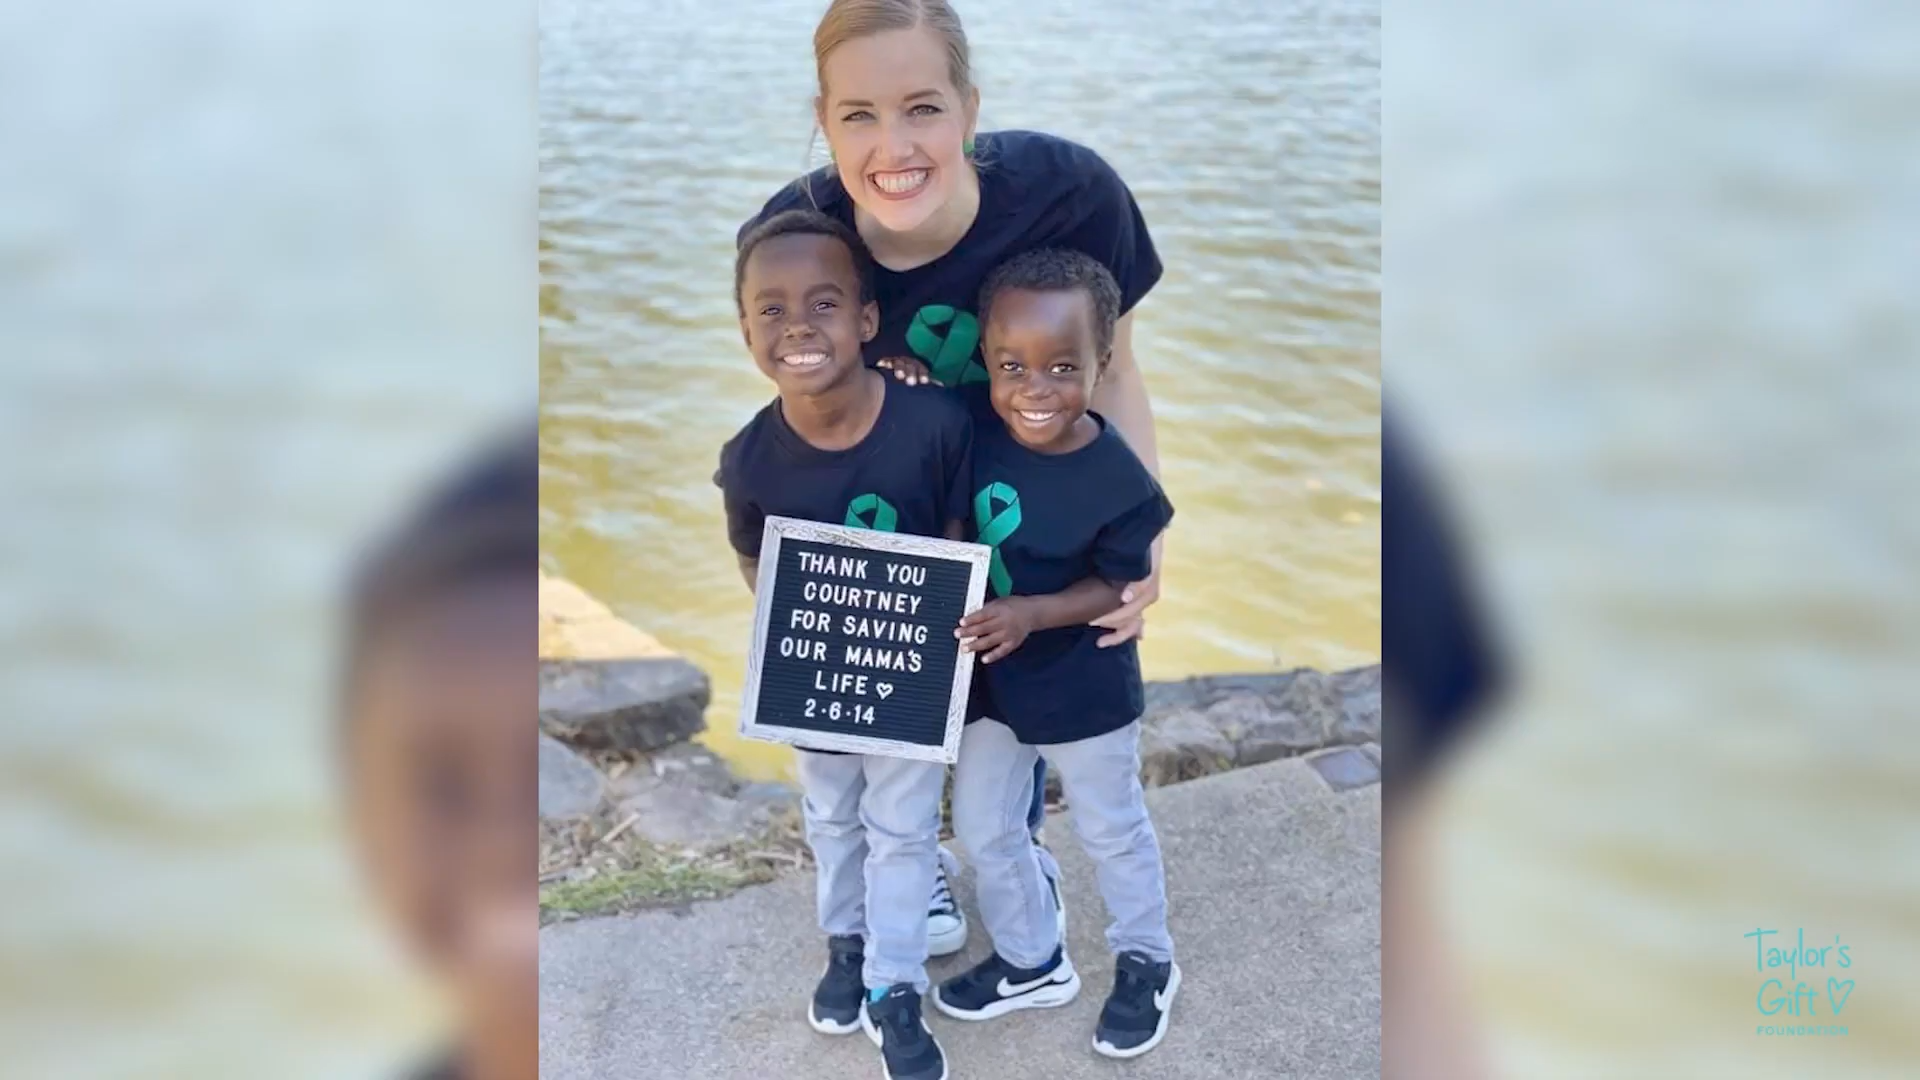 THANK YOU
COURTNEY
FOR SAVING
OUR MAMA'S
LIFE ♡
2·6·14
Taylor's
Gift ♡
FOUNDATION